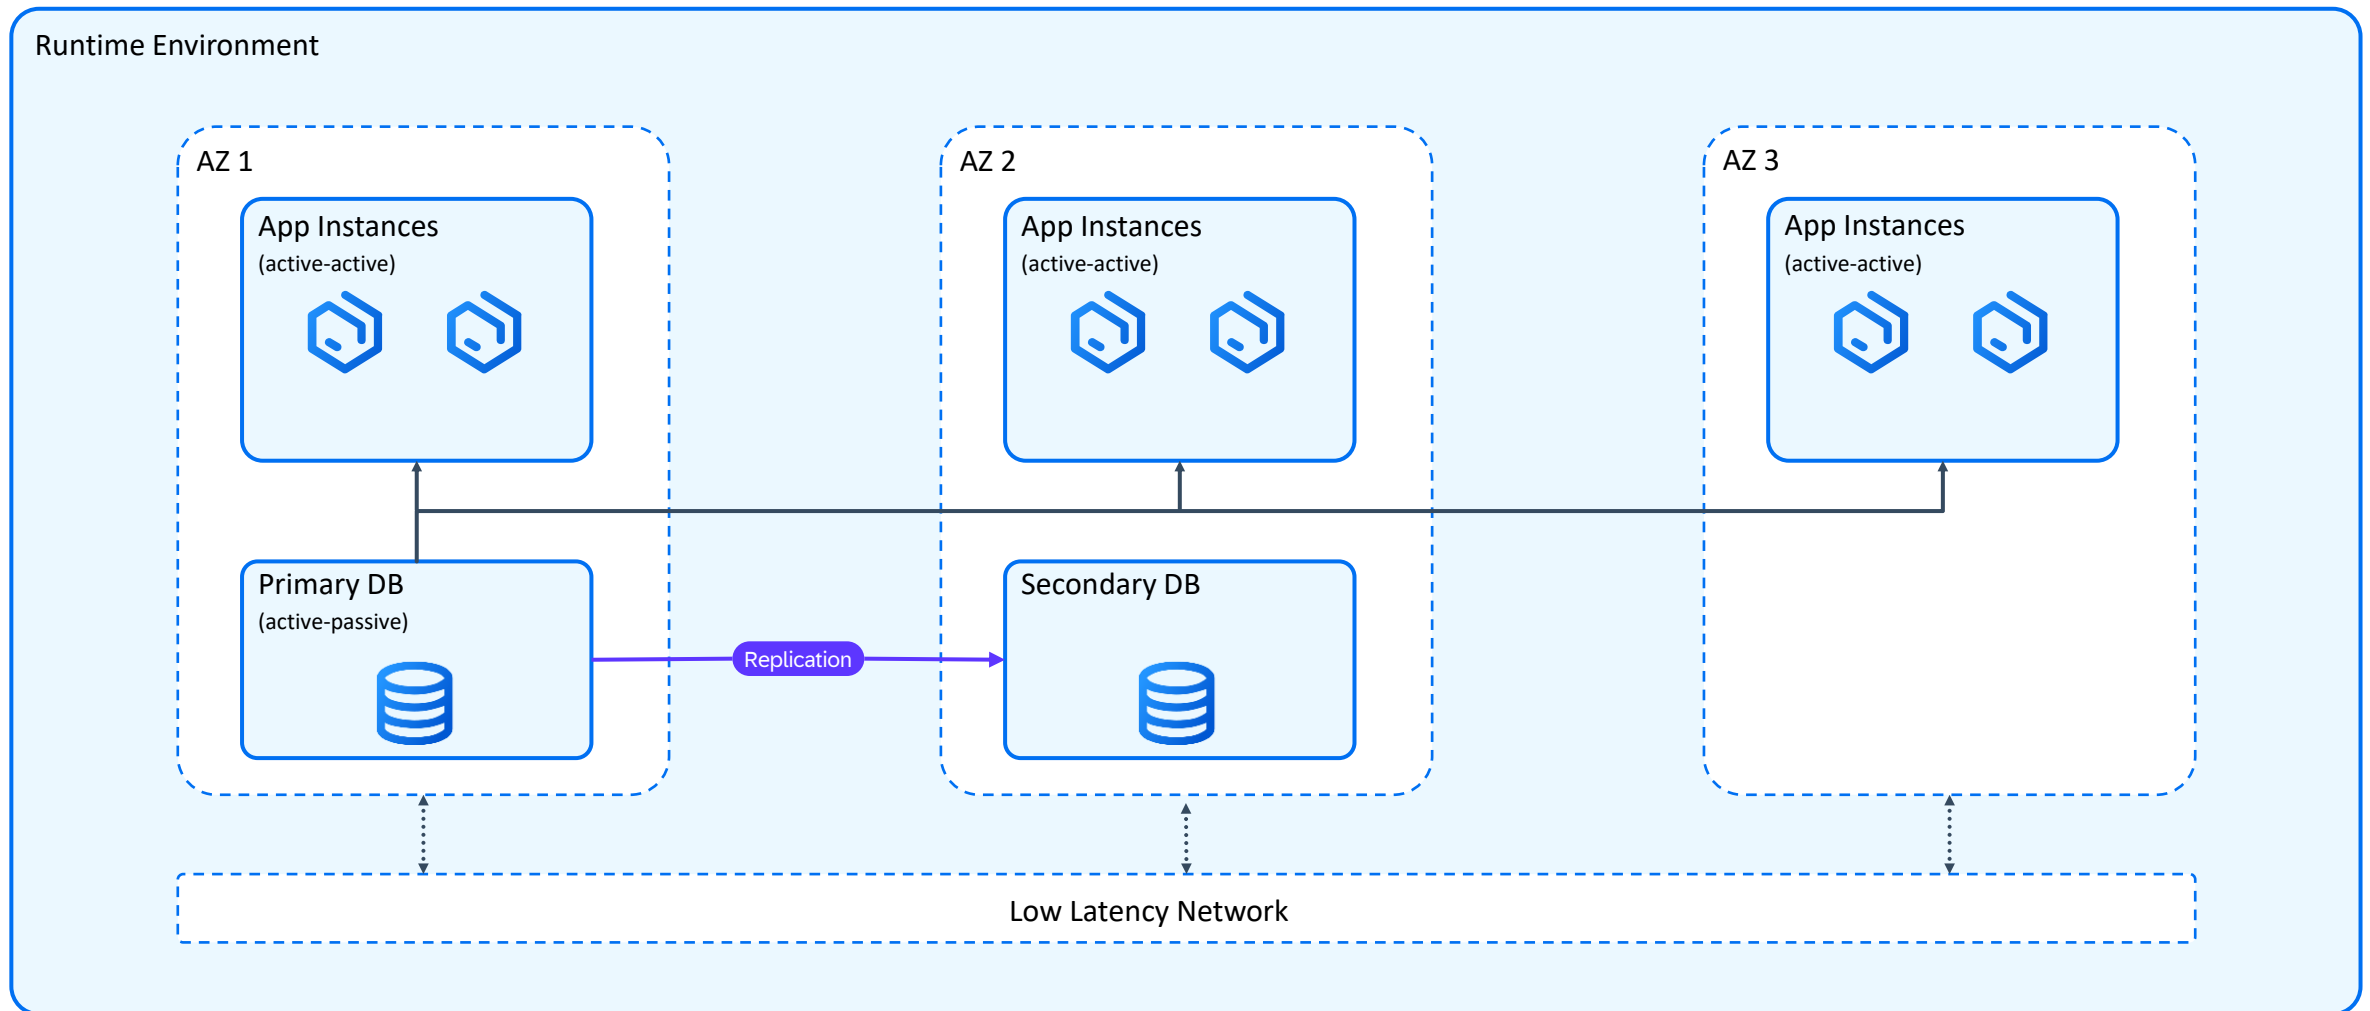 Runtime Environment
AZ 1
App Instances
(active-active)
Primary DB
(active-passive)
Replication
AZ 2
App Instances
(active-active)
Secondary DB
AZ 3
App Instances
(active-active)
Low Latency Network